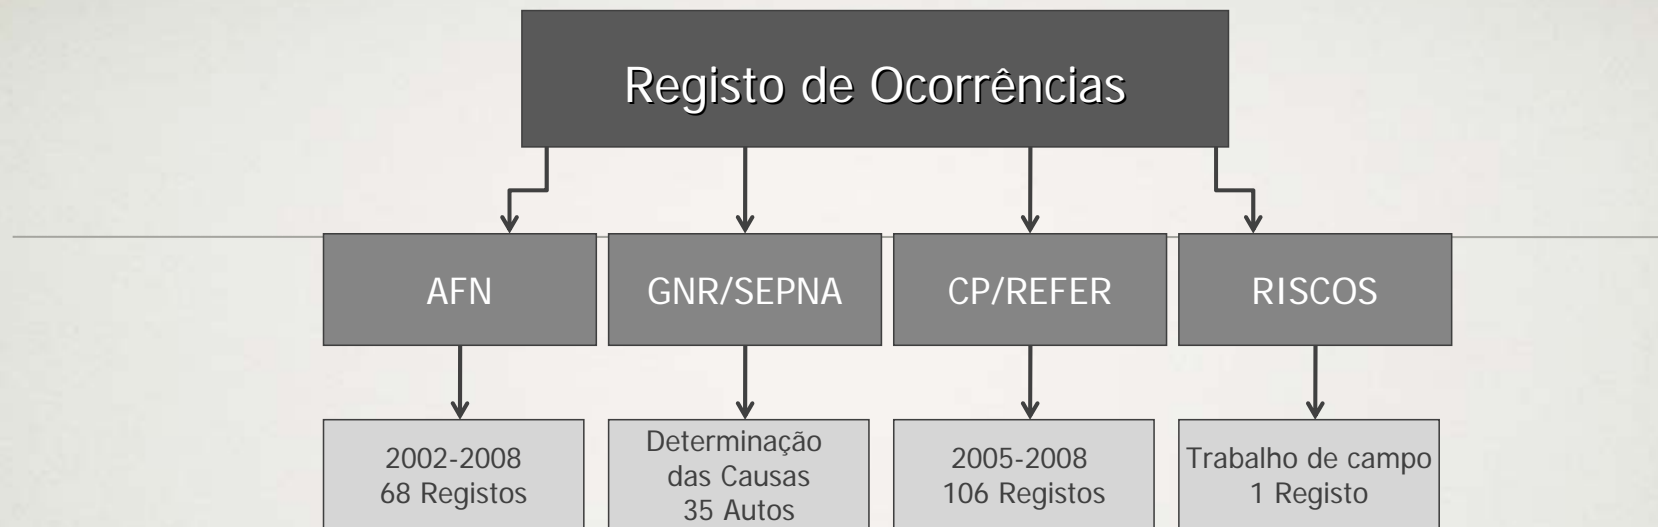 Registo de Ocorrências
AFN
GNR/SEPNA
CP/REFER
RISCOS
2002-2008
68 Registos
Determinação
das Causas
35 Autos
2005-2008
106 Registos
Trabalho de campo
1 Registo